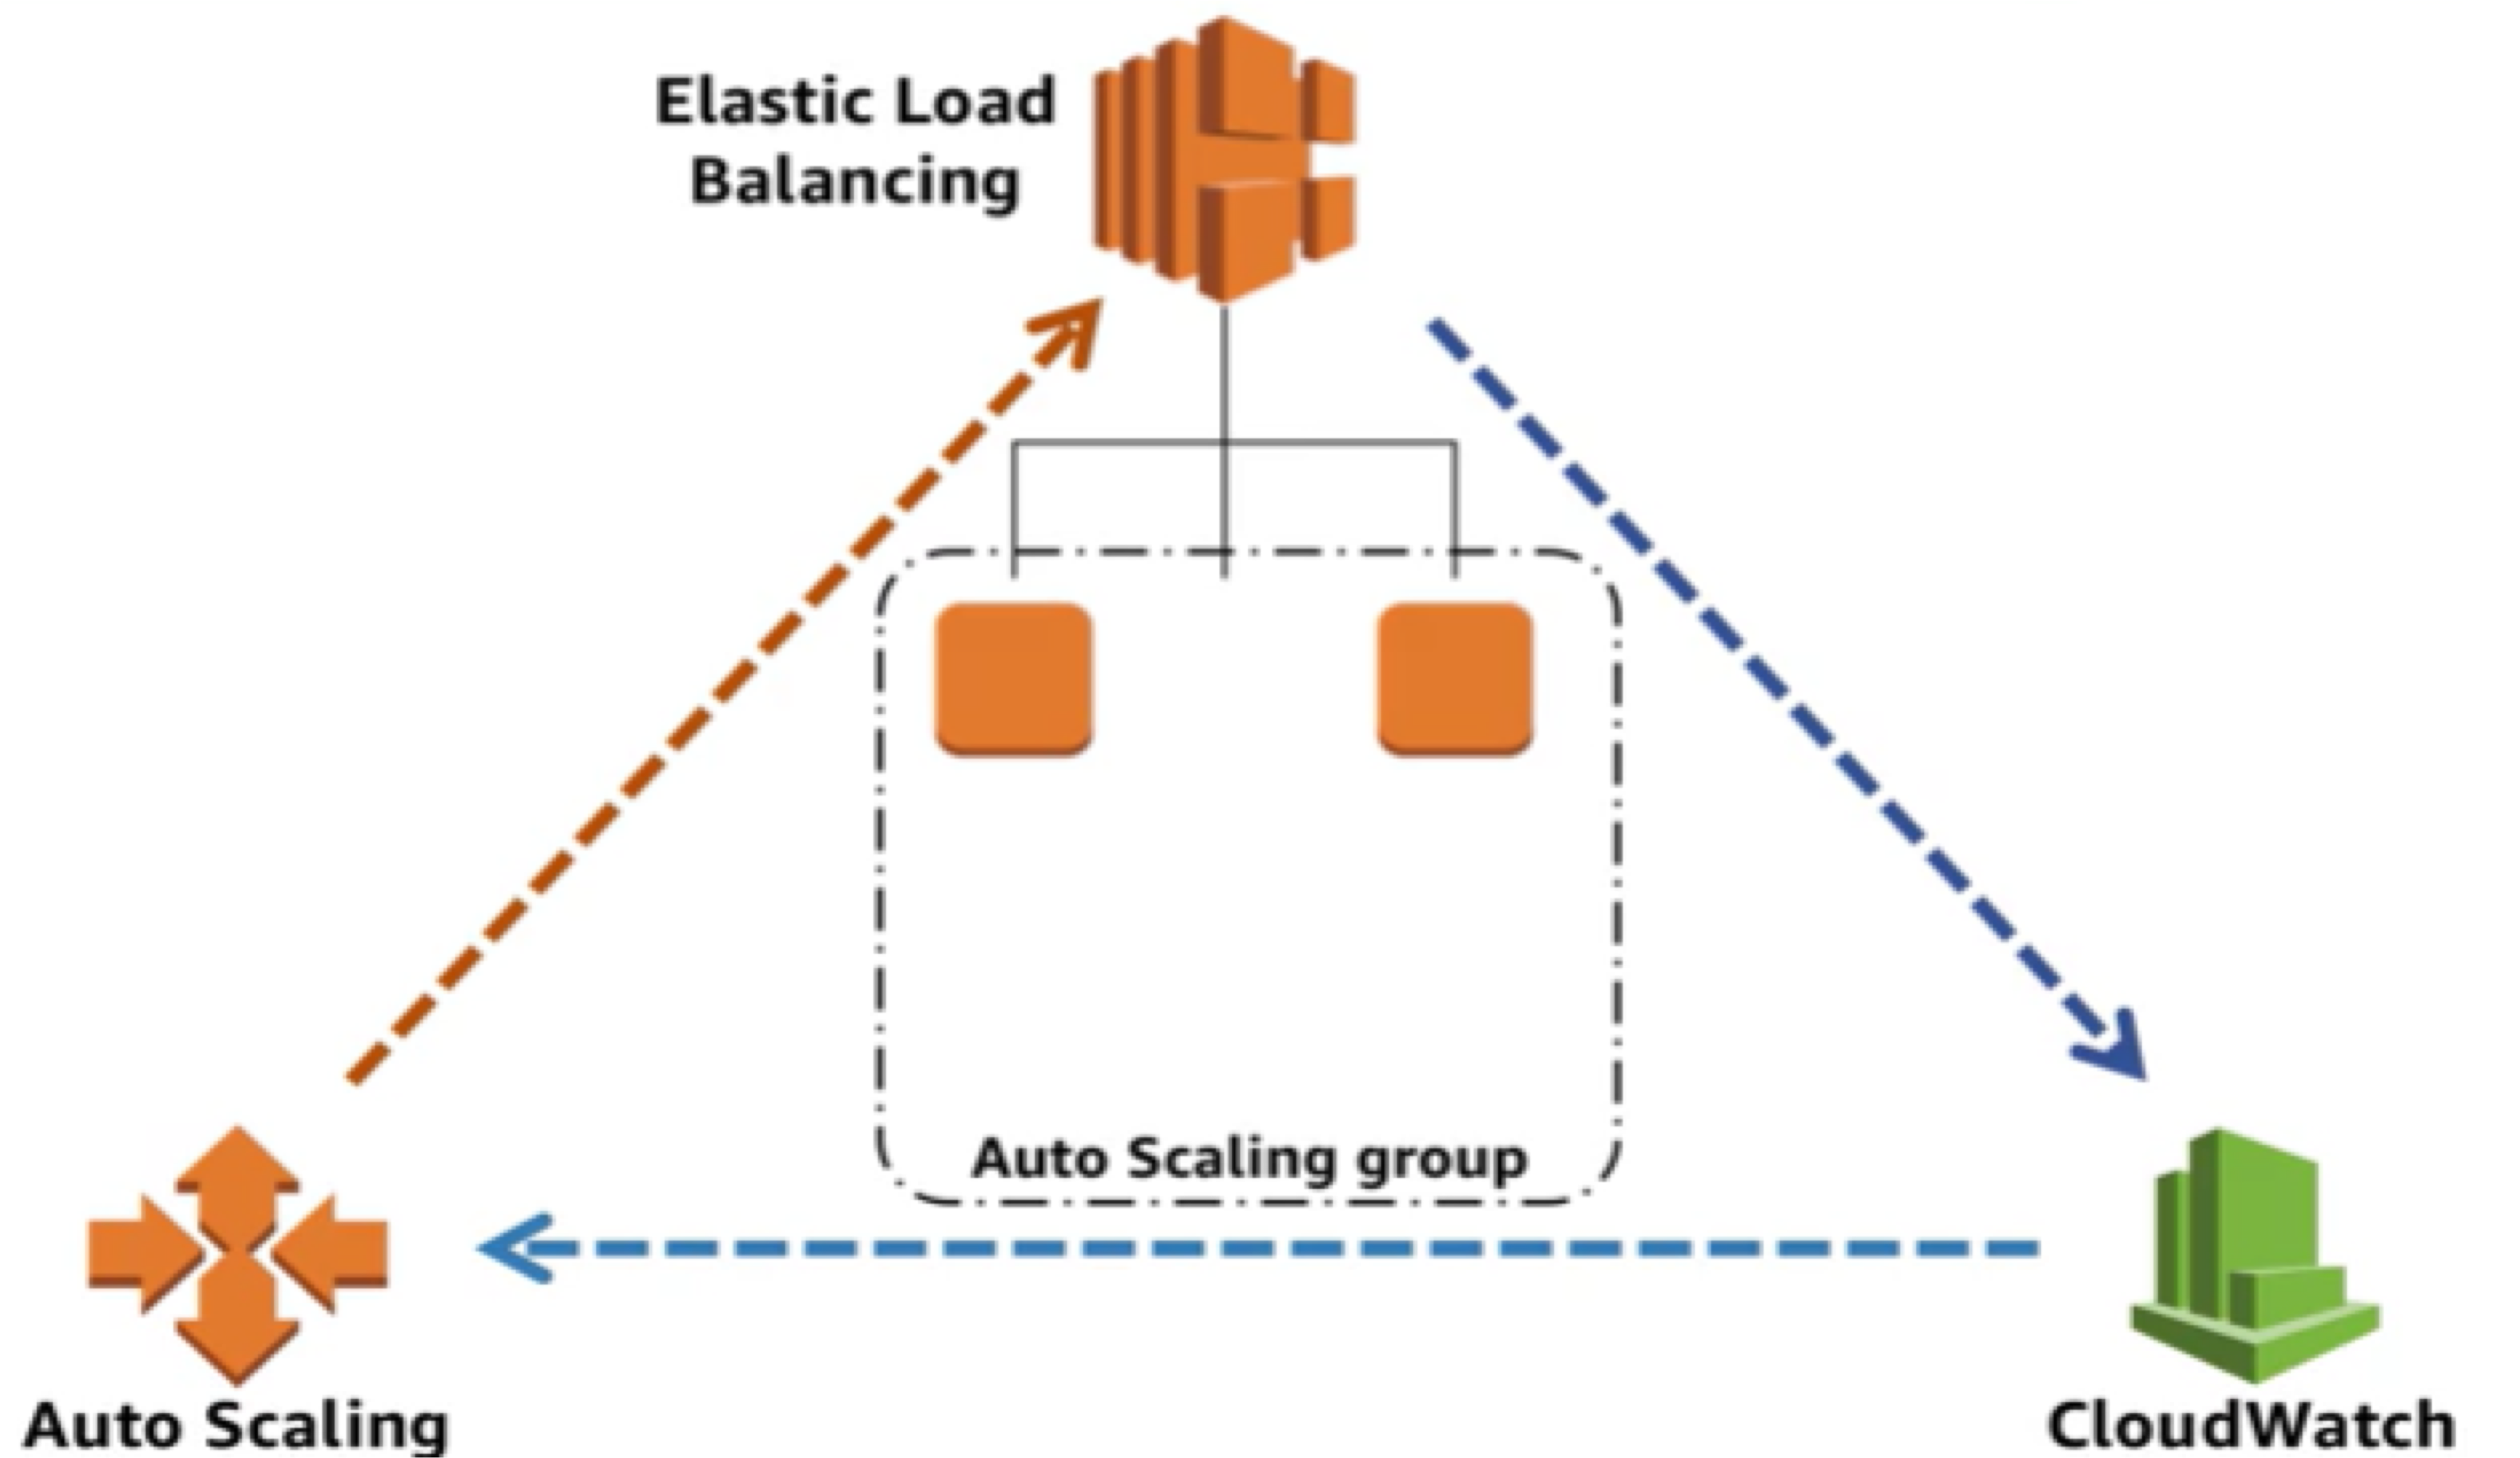 Elastic Load
Balancing
Auto Scaling group
Auto Scaling
CloudWatch